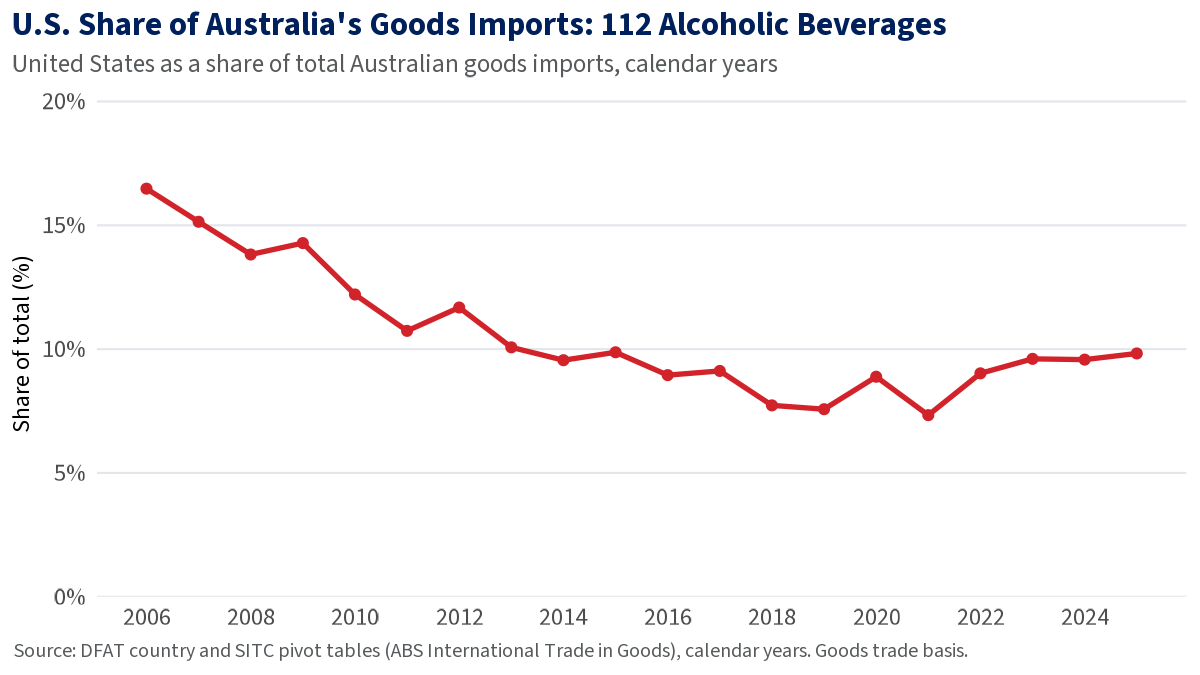 U.S. Share of Australia's Goods Imports: 112 Alcoholic Beverages
United States as a share of total Australian goods imports, calendar years
Share of total (%)
20%
15%
10%
5%
0%
2006 2008 2010 2012 2014 2016 2018 2020 2022 2024
Source: DFAT country and SITC pivot tables (ABS International Trade in Goods), calendar years. Goods trade basis.